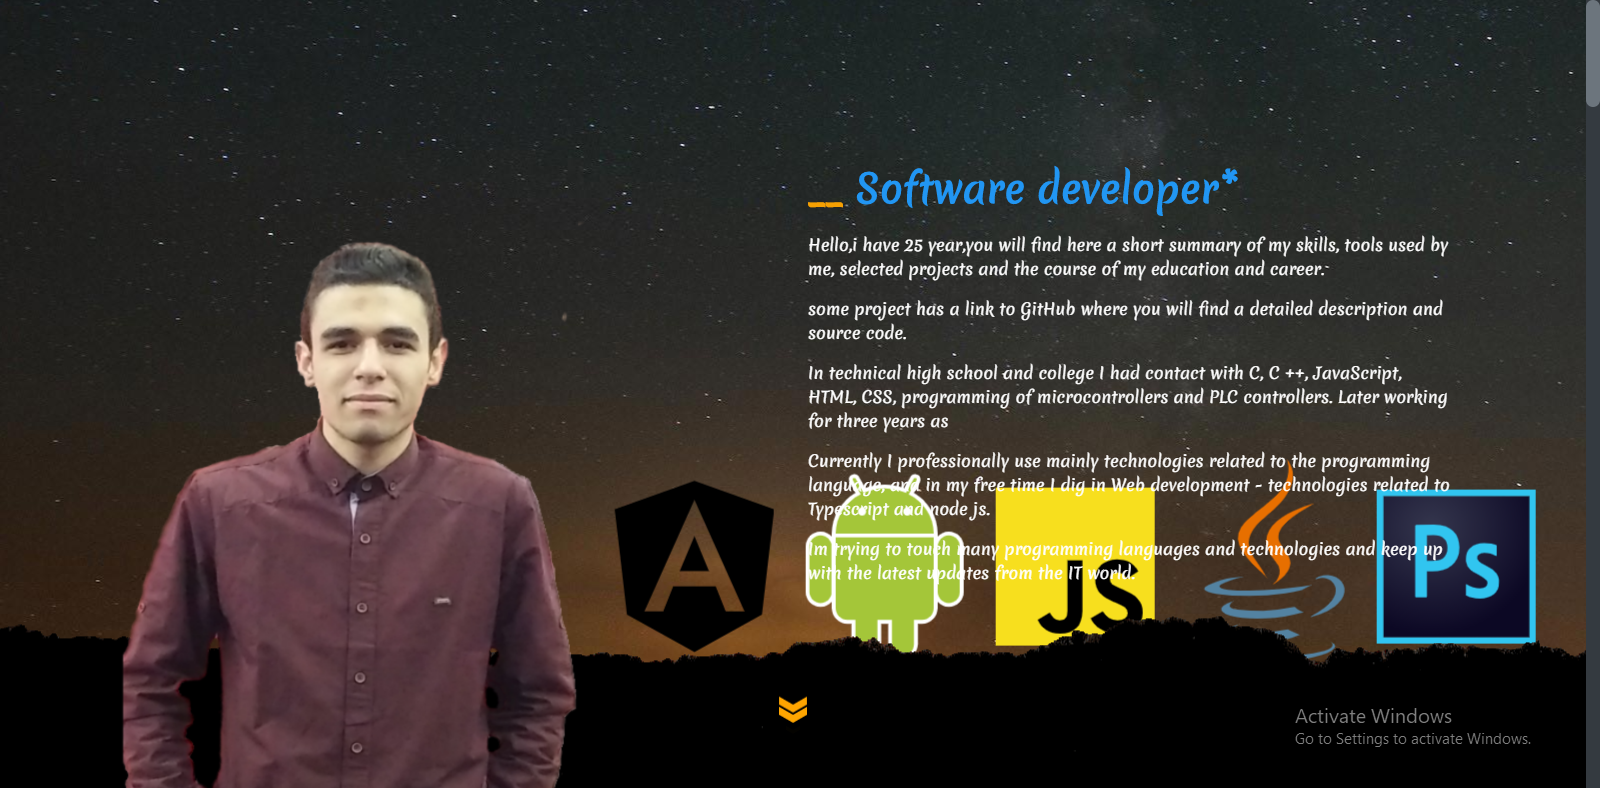 __ Software developer*
Hello,i have 25 year,you will find here a short summary of my skills, tools used by
me, selected projects and the course of my education and career.
some project has a link to GitHub where you will find a detailed description and
source code.
In technical high school and college I had contact with C, C ++, JavaScript,
HTML, CSS, programming of microcontrollers and PLC controllers. Later working
for three years as
Currently I professionally use mainly technologies related to the programming
language, and in my free time I dig in Web development - technologies related to
Typescript and node js.
Im trying to touch many programming languages and technologies and keep up
with the latest updates from the IT world.
A
JS
Ps
Activate Windows
Go to Settings to activate Windows.